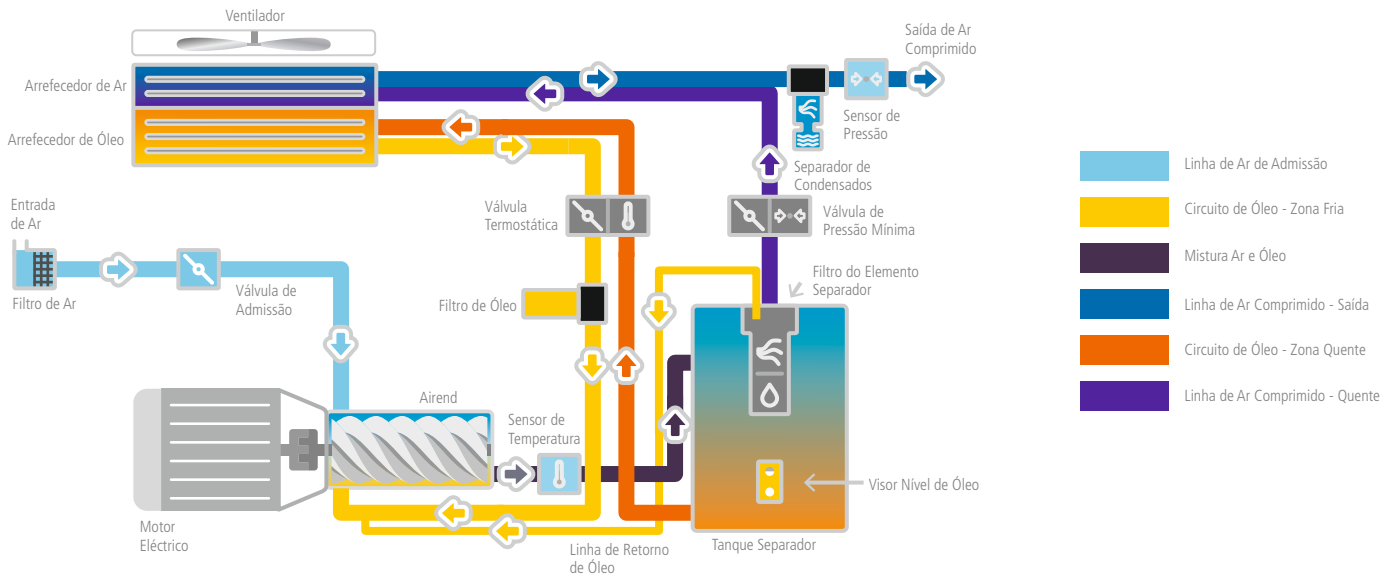 Ventilador
Saída de Ar
Comprimido
Arrefecedor de Ar
Arrefecedor de Óleo
Sensor de
Pressão
Separador de
Condensados
Entrada
de Ar
Válvula
Termostática
Válvula de
Pressão Mínima
Filtro de Ar
Válvula de
Admissão
Filtro de Óleo
Filtro do Elemento
Separador
Airend
Sensor de
Temperatura
Visor Nível de Óleo
Motor
Eléctrico
Linha de Retorno
de Óleo
Tanque Separador
Linha de Ar de Admissão
Circuito de Óleo - Zona Fria
Mistura Ar e Óleo
Linha de Ar Comprimido - Saída
Circuito de Óleo - Zona Quente
Linha de Ar Comprimido - Quente